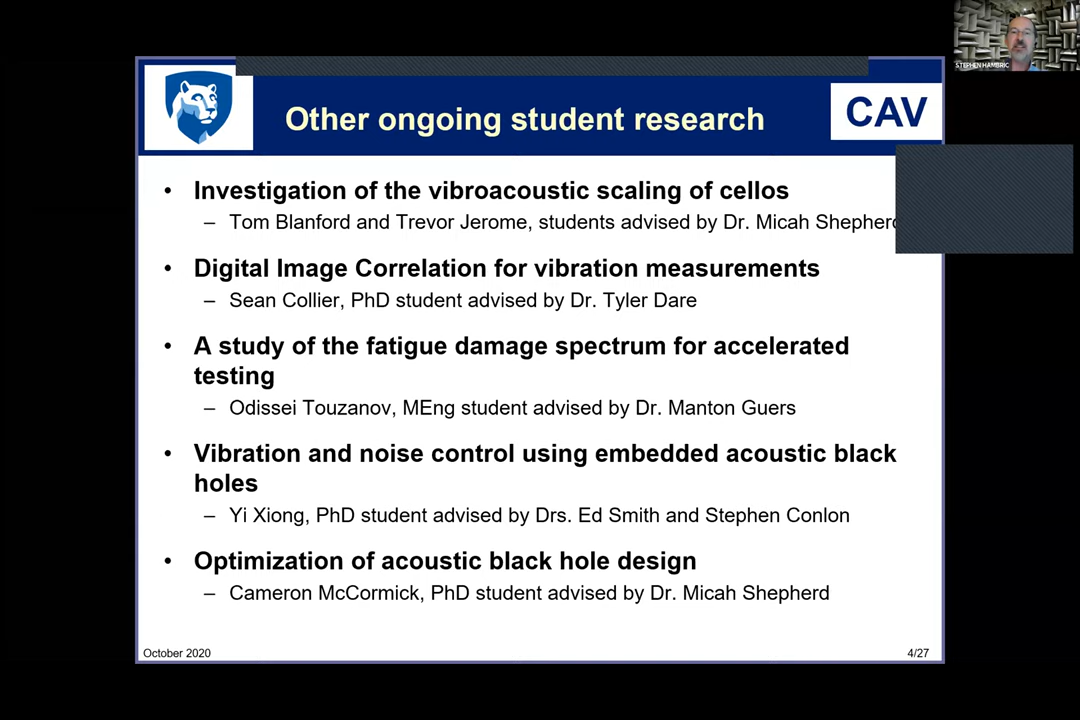 STEPHEN HAMBRIC
Other ongoing student research
CAV
• Investigation of the vibroacoustic scaling of cellos
– Tom Blanford and Trevor Jerome, students advised by Dr. Micah Shepherd
• Digital Image Correlation for vibration measurements
– Sean Collier, PhD student advised by Dr. Tyler Dare
• A study of the fatigue damage spectrum for accelerated
testing
– Odissei Touzanov, MEng student advised by Dr. Manton Guers
• Vibration and noise control using embedded acoustic black
holes
– Yi Xiong, PhD student advised by Drs. Ed Smith and Stephen Conlon
• Optimization of acoustic black hole design
– Cameron McCormick, PhD student advised by Dr. Micah Shepherd
October 2020
4/27